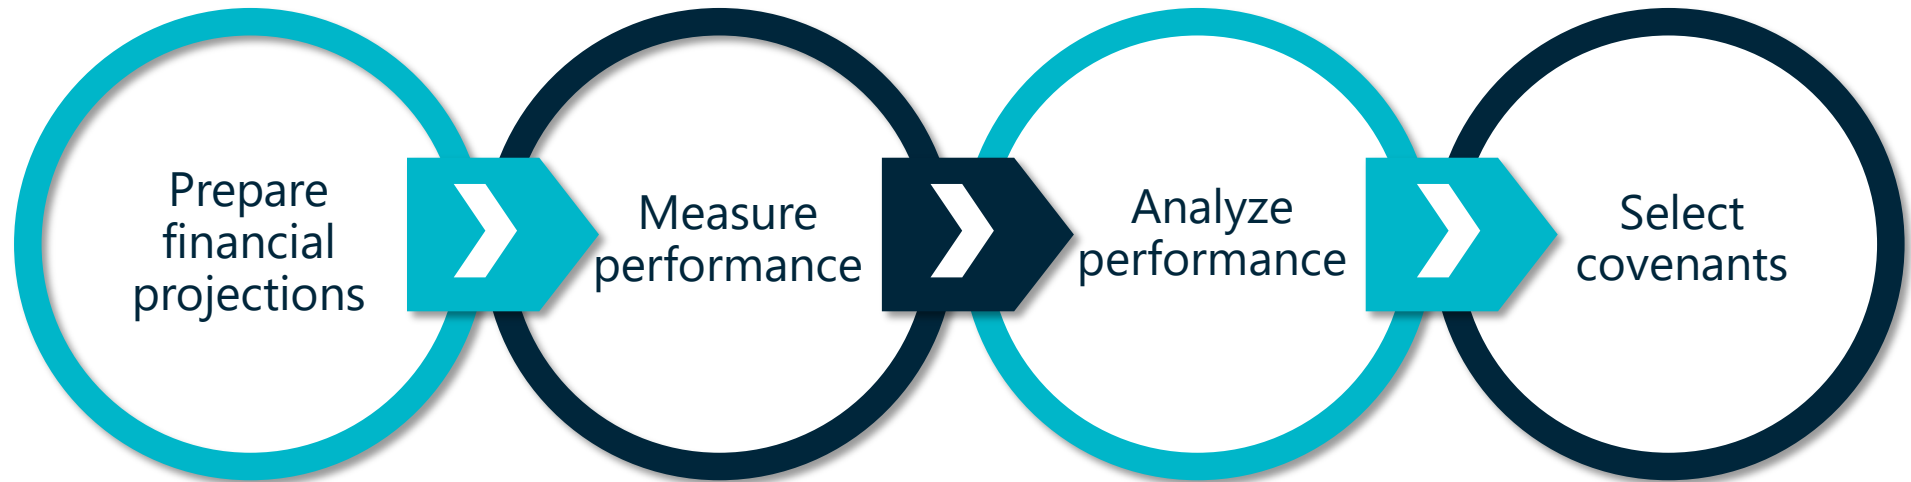 Prepare
financial
projections
Measure
performance
Analyze
performance
Select
covenants